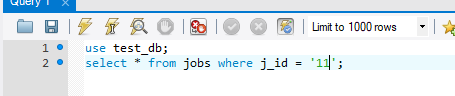 Query 1
Limit to 1000 rows
1 use test_db;
2 select * from jobs where j_id = '11';